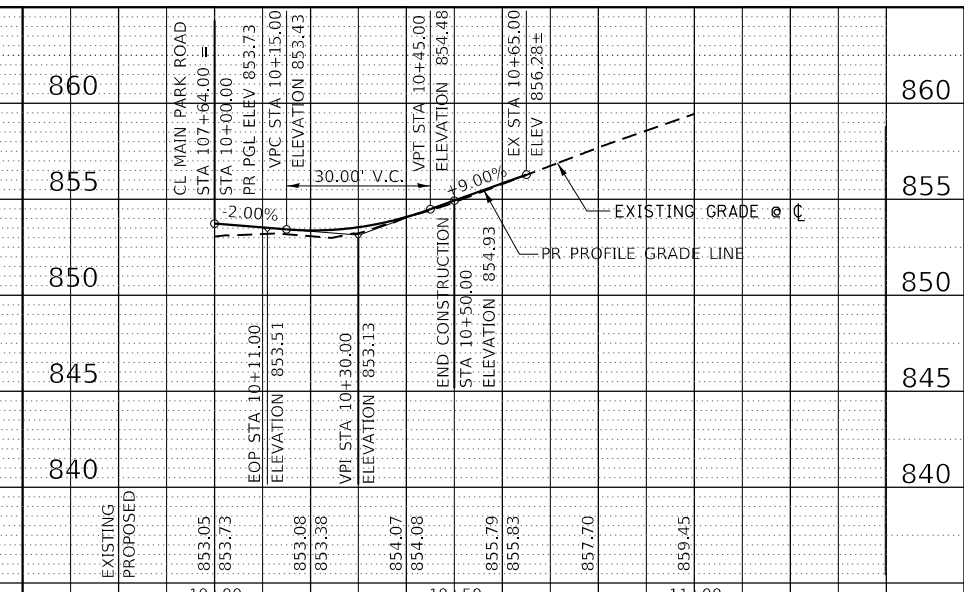 CL MAIN PARK ROAD
STA 107+64.00 =
STA 10+00.00
PR PGL ELEV 853.73
VPC STA 10+15.00
ELEVATION 853.43
VPT STA 10+45.00
ELEVATION 854.48
EX STA 10+65.00
ELEV 856.28±
860
860
855
855
30.00' V.C.
+9.00%
-2.00%
EXISTING GRADE @ ℄
PR PROFILE GRADE LINE
850
850
EOP STA 10+11.00
ELEVATION 853.51
VPI STA 10+30.00
ELEVATION 853.13
END CONSTRUCTION
STA 10+50.00
ELEVATION 854.93
845
845
840
840
EXISTING
PROPOSED
853.05
853.73
853.08
853.38
854.07
854.08
855.79
855.83
857.70
859.45